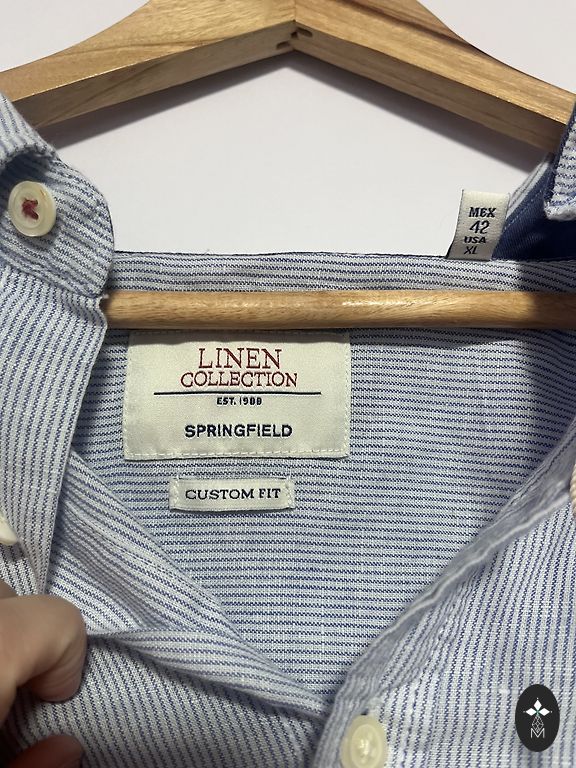 MEX
42
USA
XL
LINEN
COLLECTION
EST. 1988
SPRINGFIELD
CUSTOM FIT
M